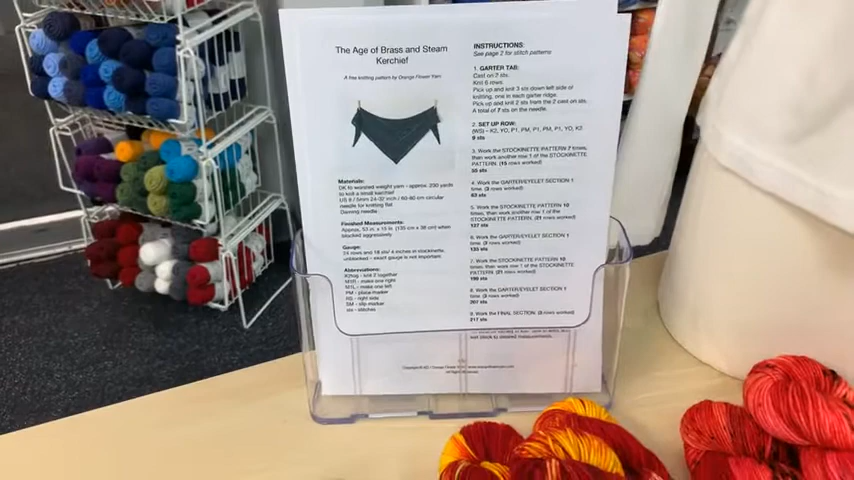 The Age of Brass and Steam
Kerchief
A free knitting pattern by Orange Flower Yarn
Materials:
DK to worsted weight yarn - approx. 230 yards
to knit a small kerchief
US 8 / 5mm 24-32 inch / 60-80 cm circular
needle for knitting flat
Darning needle
Finished Measurements:
Approx. 53 in x 15 in (135 cm x 38 cm) when
blocked aggressively
Gauge:
24 rows and 18 sts/ 4 inches in stockinette,
unblocked - exact gauge is not important
Abbreviations:
K2tog - knit 2 together
M1R - make one right
M1L - make one left
PM - place marker
RS - right side
SM - slip marker
sts - stitches
INSTRUCTIONS:
See page 2 for stitch patterns
1. GARTER TAB:
Cast on 2 sts.
Knit 6 rows.
Pick up and knit 3 sts down left side of
knitting, one in each garter ridge.
Pick up and knit 2 sts from the 2 cast on sts.
A total of 7 sts on the needle.
2. SET UP ROW:
(WS) - K2, YO, P1, PM, P1, PM, P1, YO, K2
9 sts
3. Work the STOCKINETTE PATTERN 7 times,
then work another row 1 of the STOCKINETTE
PATTERN. (15 rows worked)
4. Work the GARTER/EYELET SECTION 1
time. (3 rows worked)
5. Work the STOCKINETTE PATTERN 10
times, then work another row 1 of the
STOCKINETTE PATTERN. (21 rows worked)
127 sts
6. Work the GARTER/EYELET SECTION 1
time. (3 rows worked)
135 sts
7. Work the STOCKINETTE PATTERN 10
times, then work row 1 of the STOCKINETTE
PATTERN. (21 rows worked)
199 sts
8. Work the GARTER/EYELET SECTION 1
time. (3 rows worked)
207 sts
9. Work the FINAL SECTION. (5 rows worked)
217 sts